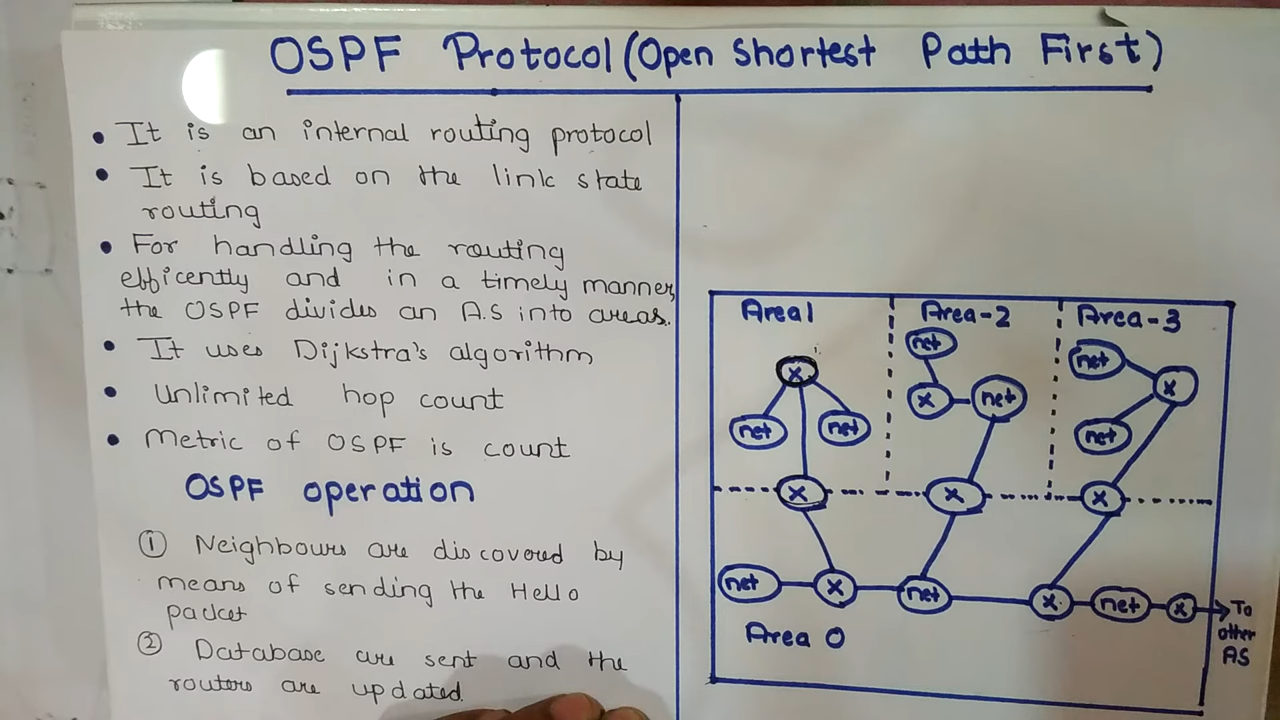 OSPF Protocol (Open Shortest Path First)
• It is an internal routing protocol
• It is based on the link state
routing
• For handling the routing
efficently and in a timely manner,
the OSPF divides an A.S into areas.
• It uses Dijkstra's algorithm
• Unlimited hop count
• Metric of OSPF is count
OSPF operation
① Neighbours are discovered by
means of sending the Hello
packet
② Database are sent and the
routers are updated.
Area1 Area-2 Area-3
net
net
x
x
x net
net net
net
x x x
net x net x net x To
other
AS
Area 0